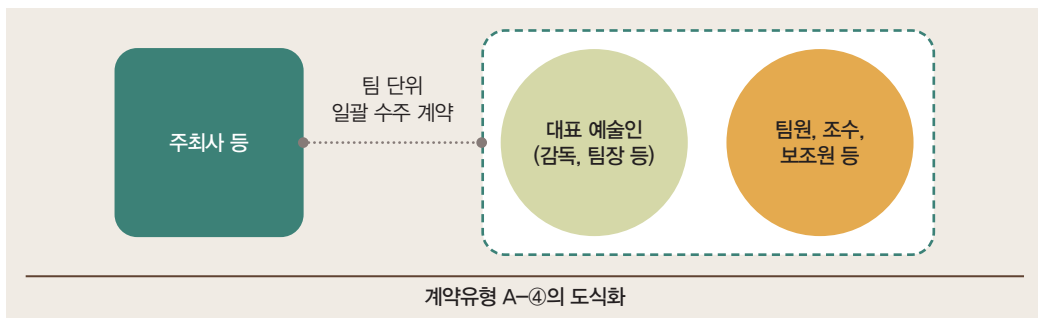 주최사 등
팀 단위
일괄 수주 계약
대표 예술인
(감독, 팀장 등)
팀원, 조수,
보조원 등
계약유형 A-④의 도식화